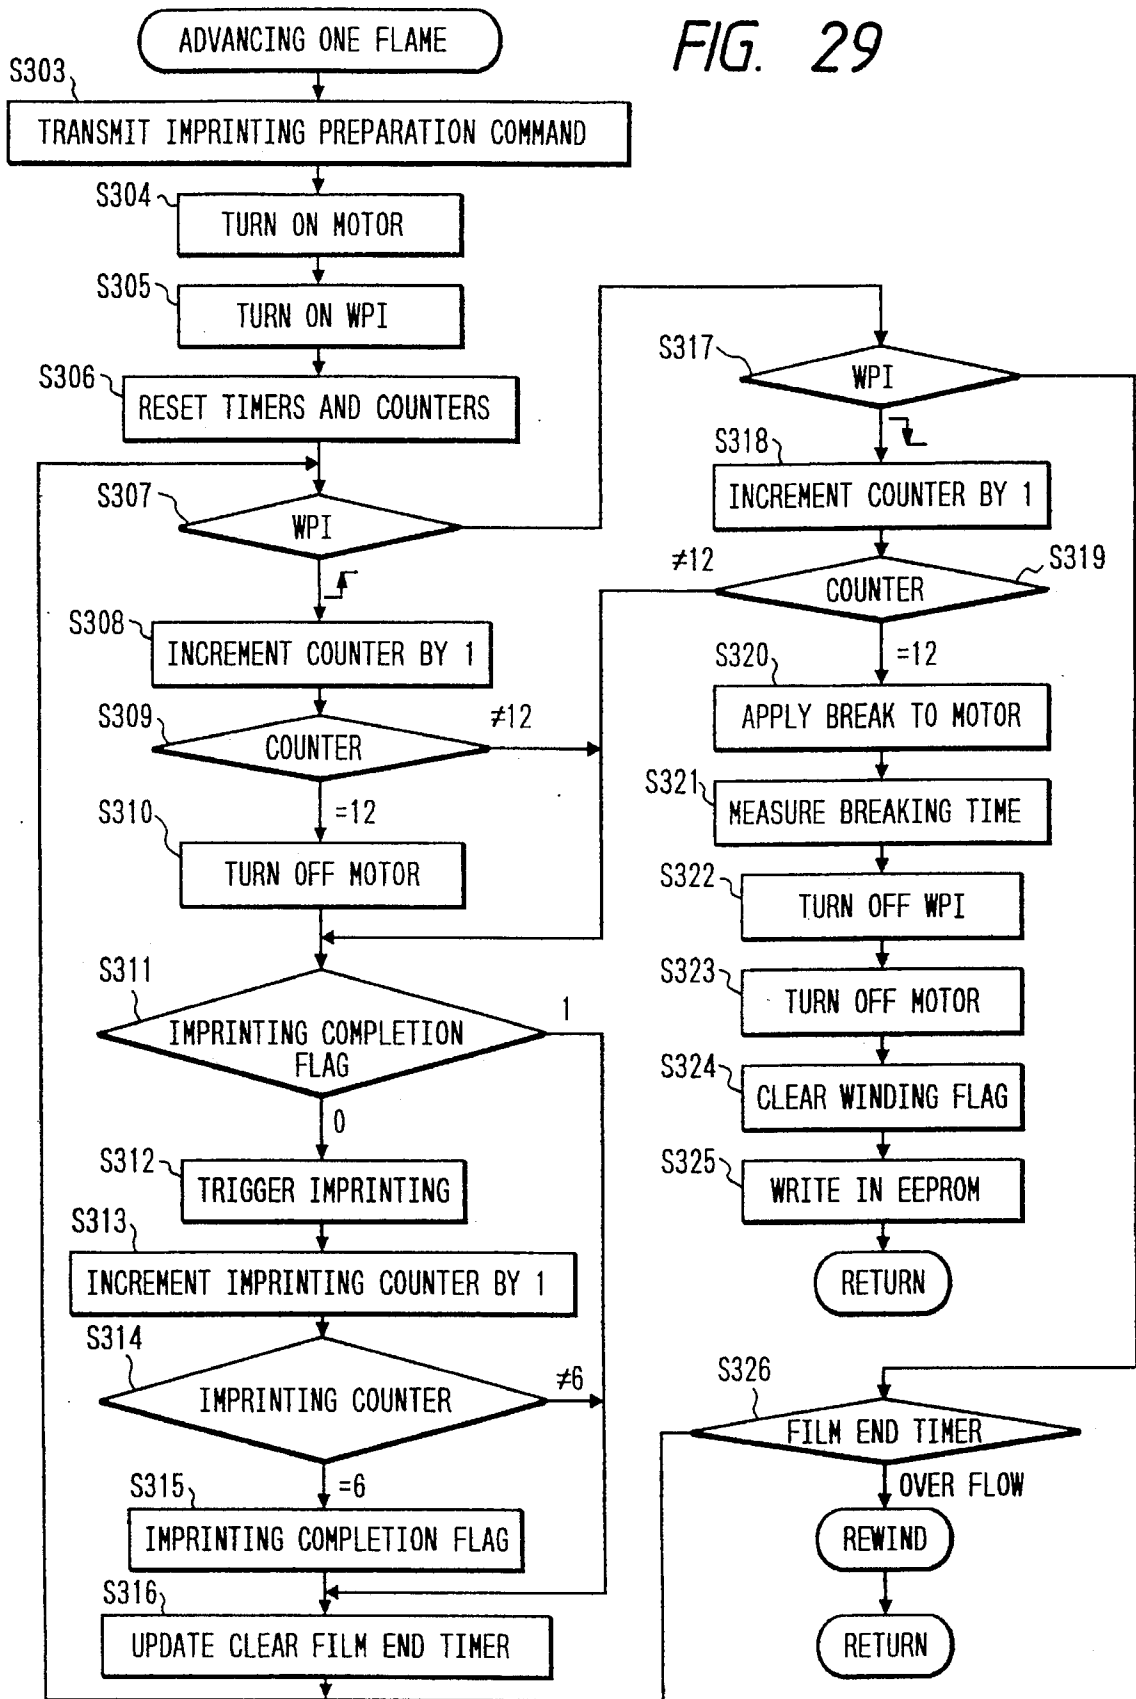 FIG. 29
ADVANCING ONE FLAME
S303
TRANSMIT IMPRINTING PREPARATION COMMAND
S304
TURN ON MOTOR
S305
TURN ON WPI
S306
RESET TIMERS AND COUNTERS
S307
WPI
S308
INCREMENT COUNTER BY 1
S309
COUNTER
≠12
=12
S310
TURN OFF MOTOR
S311
IMPRINTING COMPLETION
FLAG
1
0
S312
TRIGGER IMPRINTING
S313
INCREMENT IMPRINTING COUNTER BY 1
S314
IMPRINTING COUNTER
≠6
=6
S315
IMPRINTING COMPLETION FLAG
S316
UPDATE CLEAR FILM END TIMER
S317
WPI
S318
INCREMENT COUNTER BY 1
S319
COUNTER
≠12
=12
S320
APPLY BREAK TO MOTOR
S321
MEASURE BREAKING TIME
S322
TURN OFF WPI
S323
TURN OFF MOTOR
S324
CLEAR WINDING FLAG
S325
WRITE IN EEPROM
RETURN
S326
FILM END TIMER
OVER FLOW
REWIND
RETURN